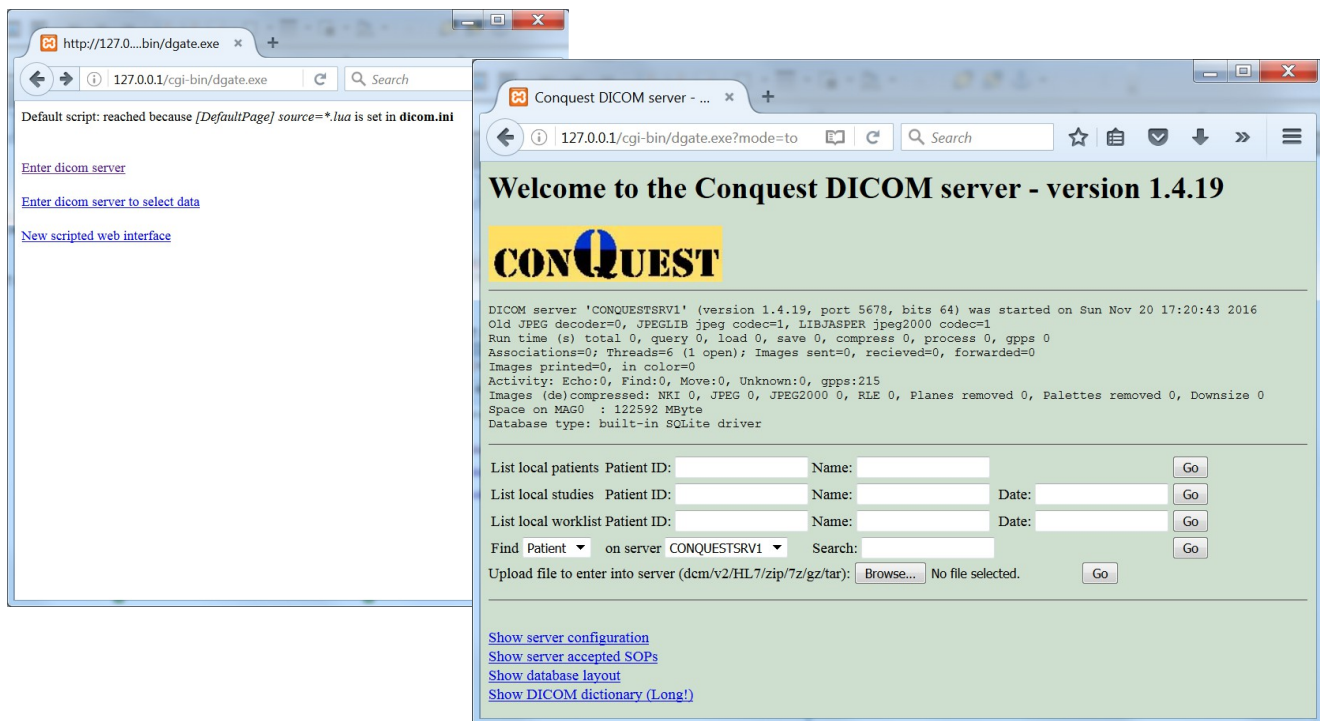 http://127.0....bin/dgate.exe × +
127.0.0.1/cgi-bin/dgate.exe Search
Default script: reached because [DefaultPage] source=*.lua is set in dicom.ini
Enter dicom server
Enter dicom server to select data
New scripted web interface
Conquest DICOM server - ... × +
127.0.0.1/cgi-bin/dgate.exe?mode=to Search
Welcome to the Conquest DICOM server - version 1.4.19
CONQUEST
DICOM server 'CONQUESTSRV1' (version 1.4.19, port 5678, bits 64) was started on Sun Nov 20 17:20:43 2016
Old JPEG decoder=0, JPEGLIB jpeg codec=1, LIBJASPER jpeg2000 codec=1
Run time (s) total 0, query 0, load 0, save 0, compress 0, process 0, gpps 0
Associations=0; Threads=6 (1 open); Images sent=0, recieved=0, forwarded=0
Images printed=0, in color=0
Activity: Echo:0, Find:0, Move:0, Unknown:0, gpps:215
Images (de)compressed: NKI 0, JPEG 0, JPEG2000 0, RLE 0, Planes removed 0, Palettes removed 0, Downsize 0
Space on MAG0  : 122592 MByte
Database type: built-in SQLite driver
List local patients Patient ID: Name: Go
List local studies Patient ID: Name: Date: Go
List local worklist Patient ID: Name: Date: Go
Find Patient on server CONQUESTSRV1 Search: Go
Upload file to enter into server (dcm/v2/HL7/zip/7z/gz/tar): Browse... No file selected. Go
Show server configuration
Show server accepted SOPs
Show database layout
Show DICOM dictionary (Long!)